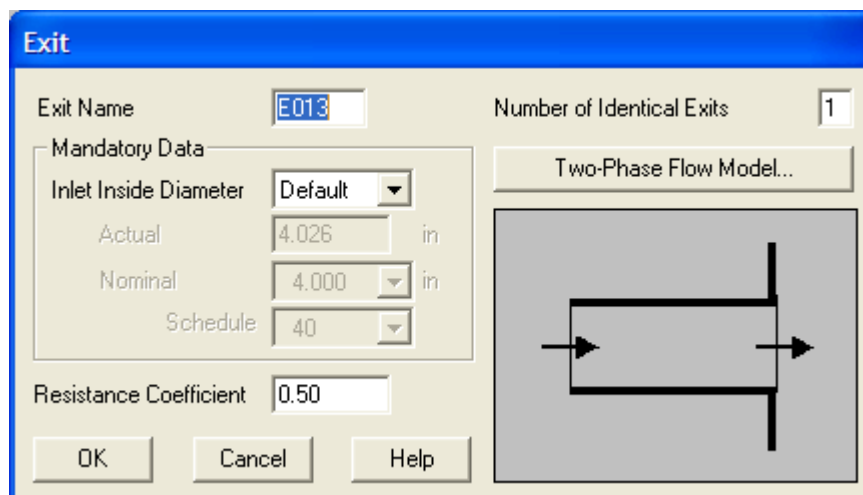 Exit
Exit Name E013 Number of Identical Exits 1
Mandatory Data
Two-Phase Flow Model...
Inlet Inside Diameter Default
Actual 4.026 in
Nominal 4.000 in
Schedule 40
Resistance Coefficient 0.50
OK Cancel Help